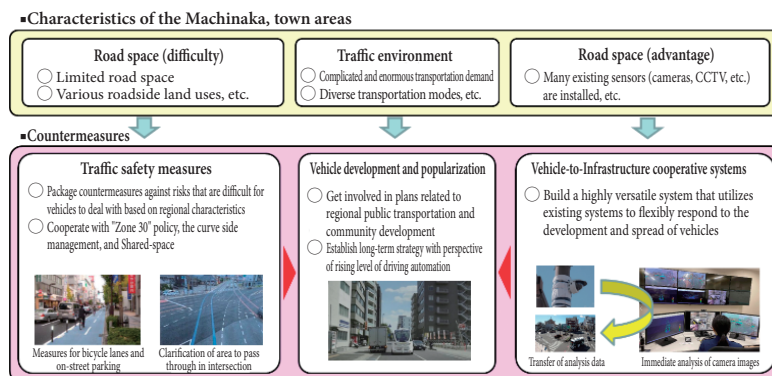 ▪Characteristics of the Machinaka, town areas
Road space (difficulty)
○ Limited road space
○ Various roadside land uses, etc.
Traffic environment
○ Complicated and enormous transportation demand
○ Diverse transportation modes, etc.
Road space (advantage)
○ Many existing sensors (cameras, CCTV, etc.)
are installed, etc.
▪Countermeasures
Traffic safety measures
○ Package countermeasures against risks that are difficult for
vehicles to deal with based on regional characteristics
○ Cooperate with "Zone 30" policy, the curve side
management, and Shared-space
Measures for bicycle lanes and
on-street parking
Clarification of area to pass
through in intersection
Vehicle development and popularization
○ Get involved in plans related to
regional public transportation and
community development
○ Establish long-term strategy with perspective
of rising level of driving automation
Vehicle-to-Infrastructure cooperative systems
○ Build a highly versatile system that utilizes
existing systems to flexibly respond to the
development and spread of vehicles
Transfer of analysis data
Immediate analysis of camera images